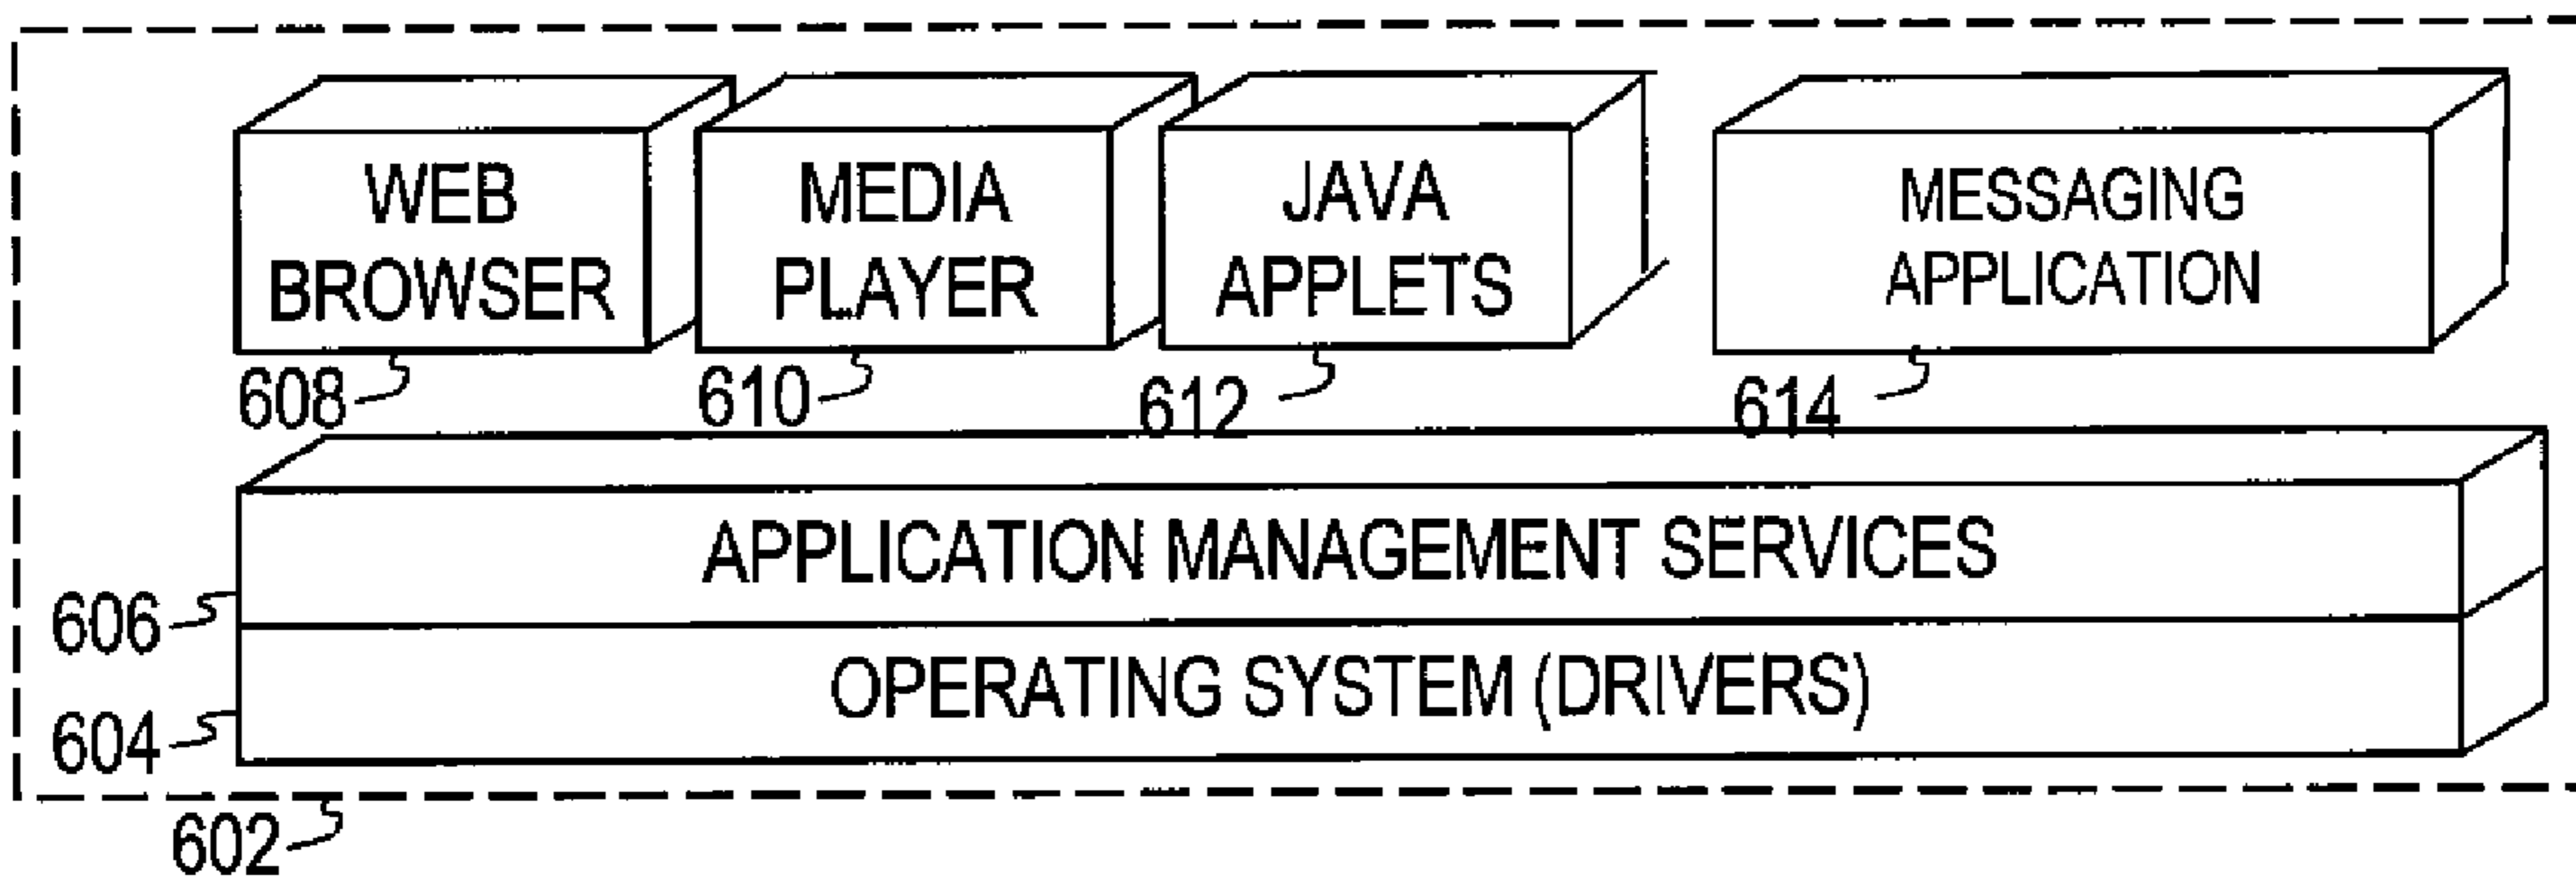 WEB
BROWSER
MEDIA
PLAYER
JAVA
APPLETS
MESSAGING
APPLICATION
608
610
612
614
APPLICATION MANAGEMENT SERVICES
606
OPERATING SYSTEM (DRIVERS)
604
602